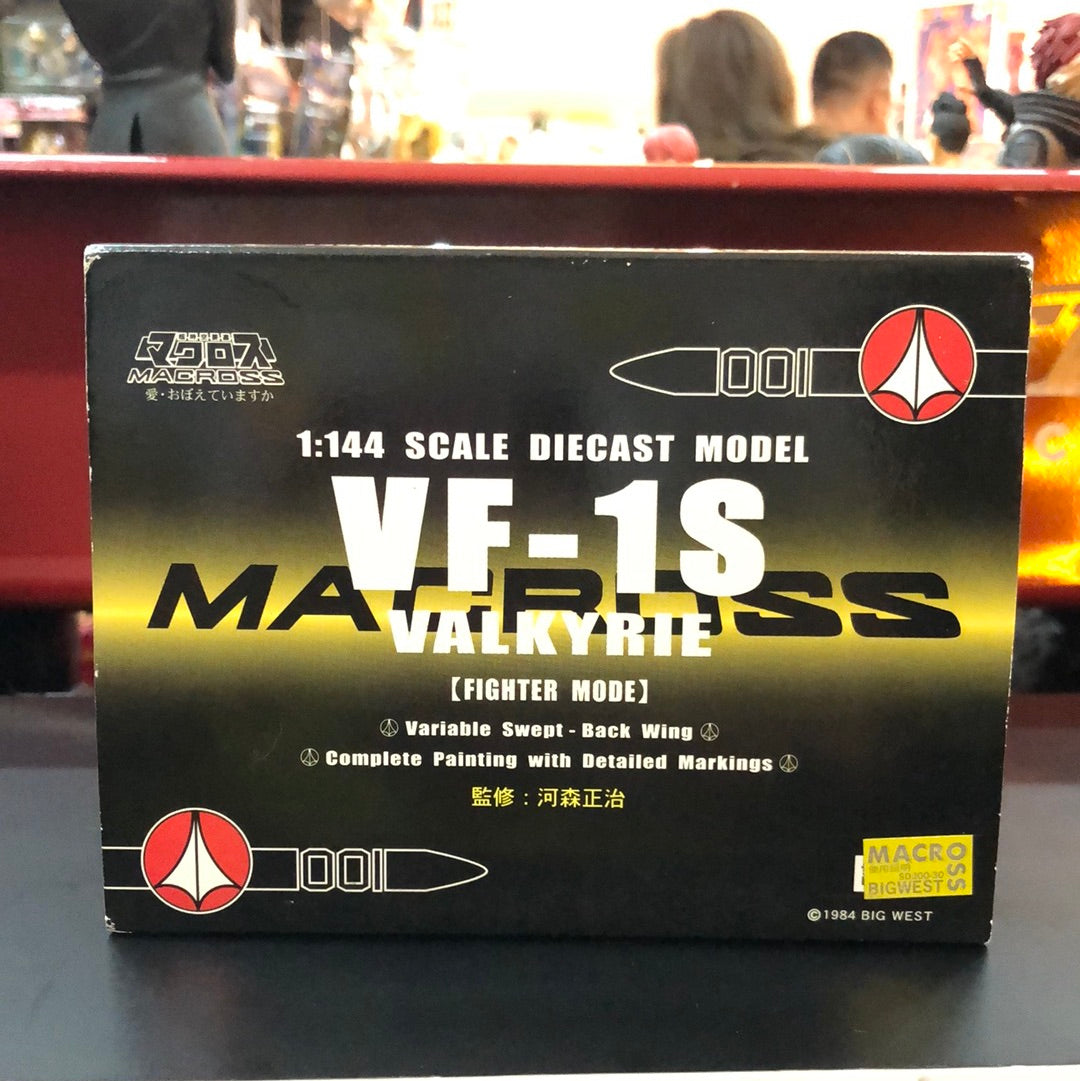 マクロス
MACROSS
愛・おぼえていますか
001
1:144 SCALE DIECAST MODEL
VF-1S
MACROSS
VALKYRIE
【FIGHTER MODE】
Variable Swept-Back Wing
Complete Painting with Detailed Markings
監修：河森正治
001
MACROSS
SD300-30
BIGWEST
©1984 BIG WEST